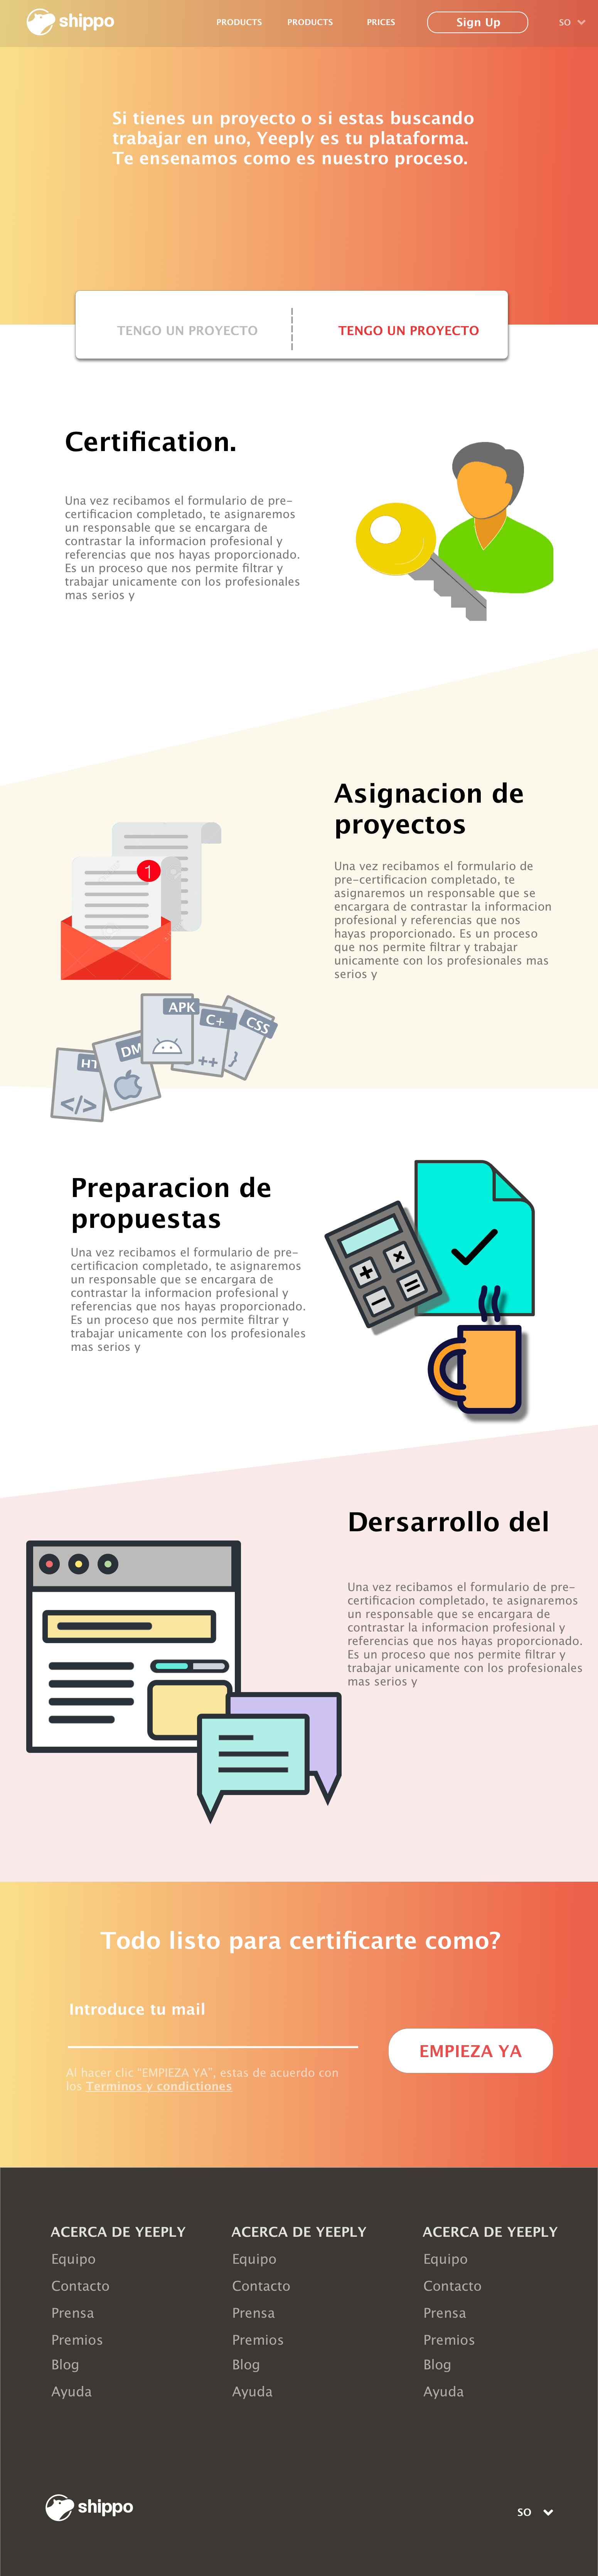 shippo
PRODUCTS PRODUCTS PRICES Sign Up SO
Si tienes un proyecto o si estas buscando
trabajar en uno, Yeeply es tu plataforma.
Te ensenamos como es nuestro proceso.
TENGO UN PROYECTO TENGO UN PROYECTO
Certification.
Una vez recibamos el formulario de pre-
certificacion completado, te asignaremos
un responsable que se encargara de
contrastar la informacion profesional y
referencias que nos hayas proporcionado.
Es un proceso que nos permite filtrar y
trabajar unicamente con los profesionales
mas serios y
Asignacion de
proyectos
Una vez recibamos el formulario de
pre-certificacion completado, te
asignaremos un responsable que se
encargara de contrastar la informacion
profesional y referencias que nos
hayas proporcionado. Es un proceso
que nos permite filtrar y trabajar
unicamente con los profesionales mas
serios y
1
APK
C+
CSS
DM
HT
</>
++
}
Preparacion de
propuestas
Una vez recibamos el formulario de pre-
certificacion completado, te asignaremos
un responsable que se encargara de
contrastar la informacion profesional y
referencias que nos hayas proporcionado.
Es un proceso que nos permite filtrar y
trabajar unicamente con los profesionales
mas serios y
Dersarrollo del
Una vez recibamos el formulario de pre-
certificacion completado, te asignaremos
un responsable que se encargara de
contrastar la informacion profesional y
referencias que nos hayas proporcionado.
Es un proceso que nos permite filtrar y
trabajar unicamente con los profesionales
mas serios y
Todo listo para certificarte como?
Introduce tu mail
EMPIEZA YA
Al hacer clic "EMPIEZA YA", estas de acuerdo con
los Terminos y condictiones
ACERCA DE YEEPLY ACERCA DE YEEPLY ACERCA DE YEEPLY
Equipo Equipo Equipo
Contacto Contacto Contacto
Prensa Prensa Prensa
Premios Premios Premios
Blog Blog Blog
Ayuda Ayuda Ayuda
shippo
SO